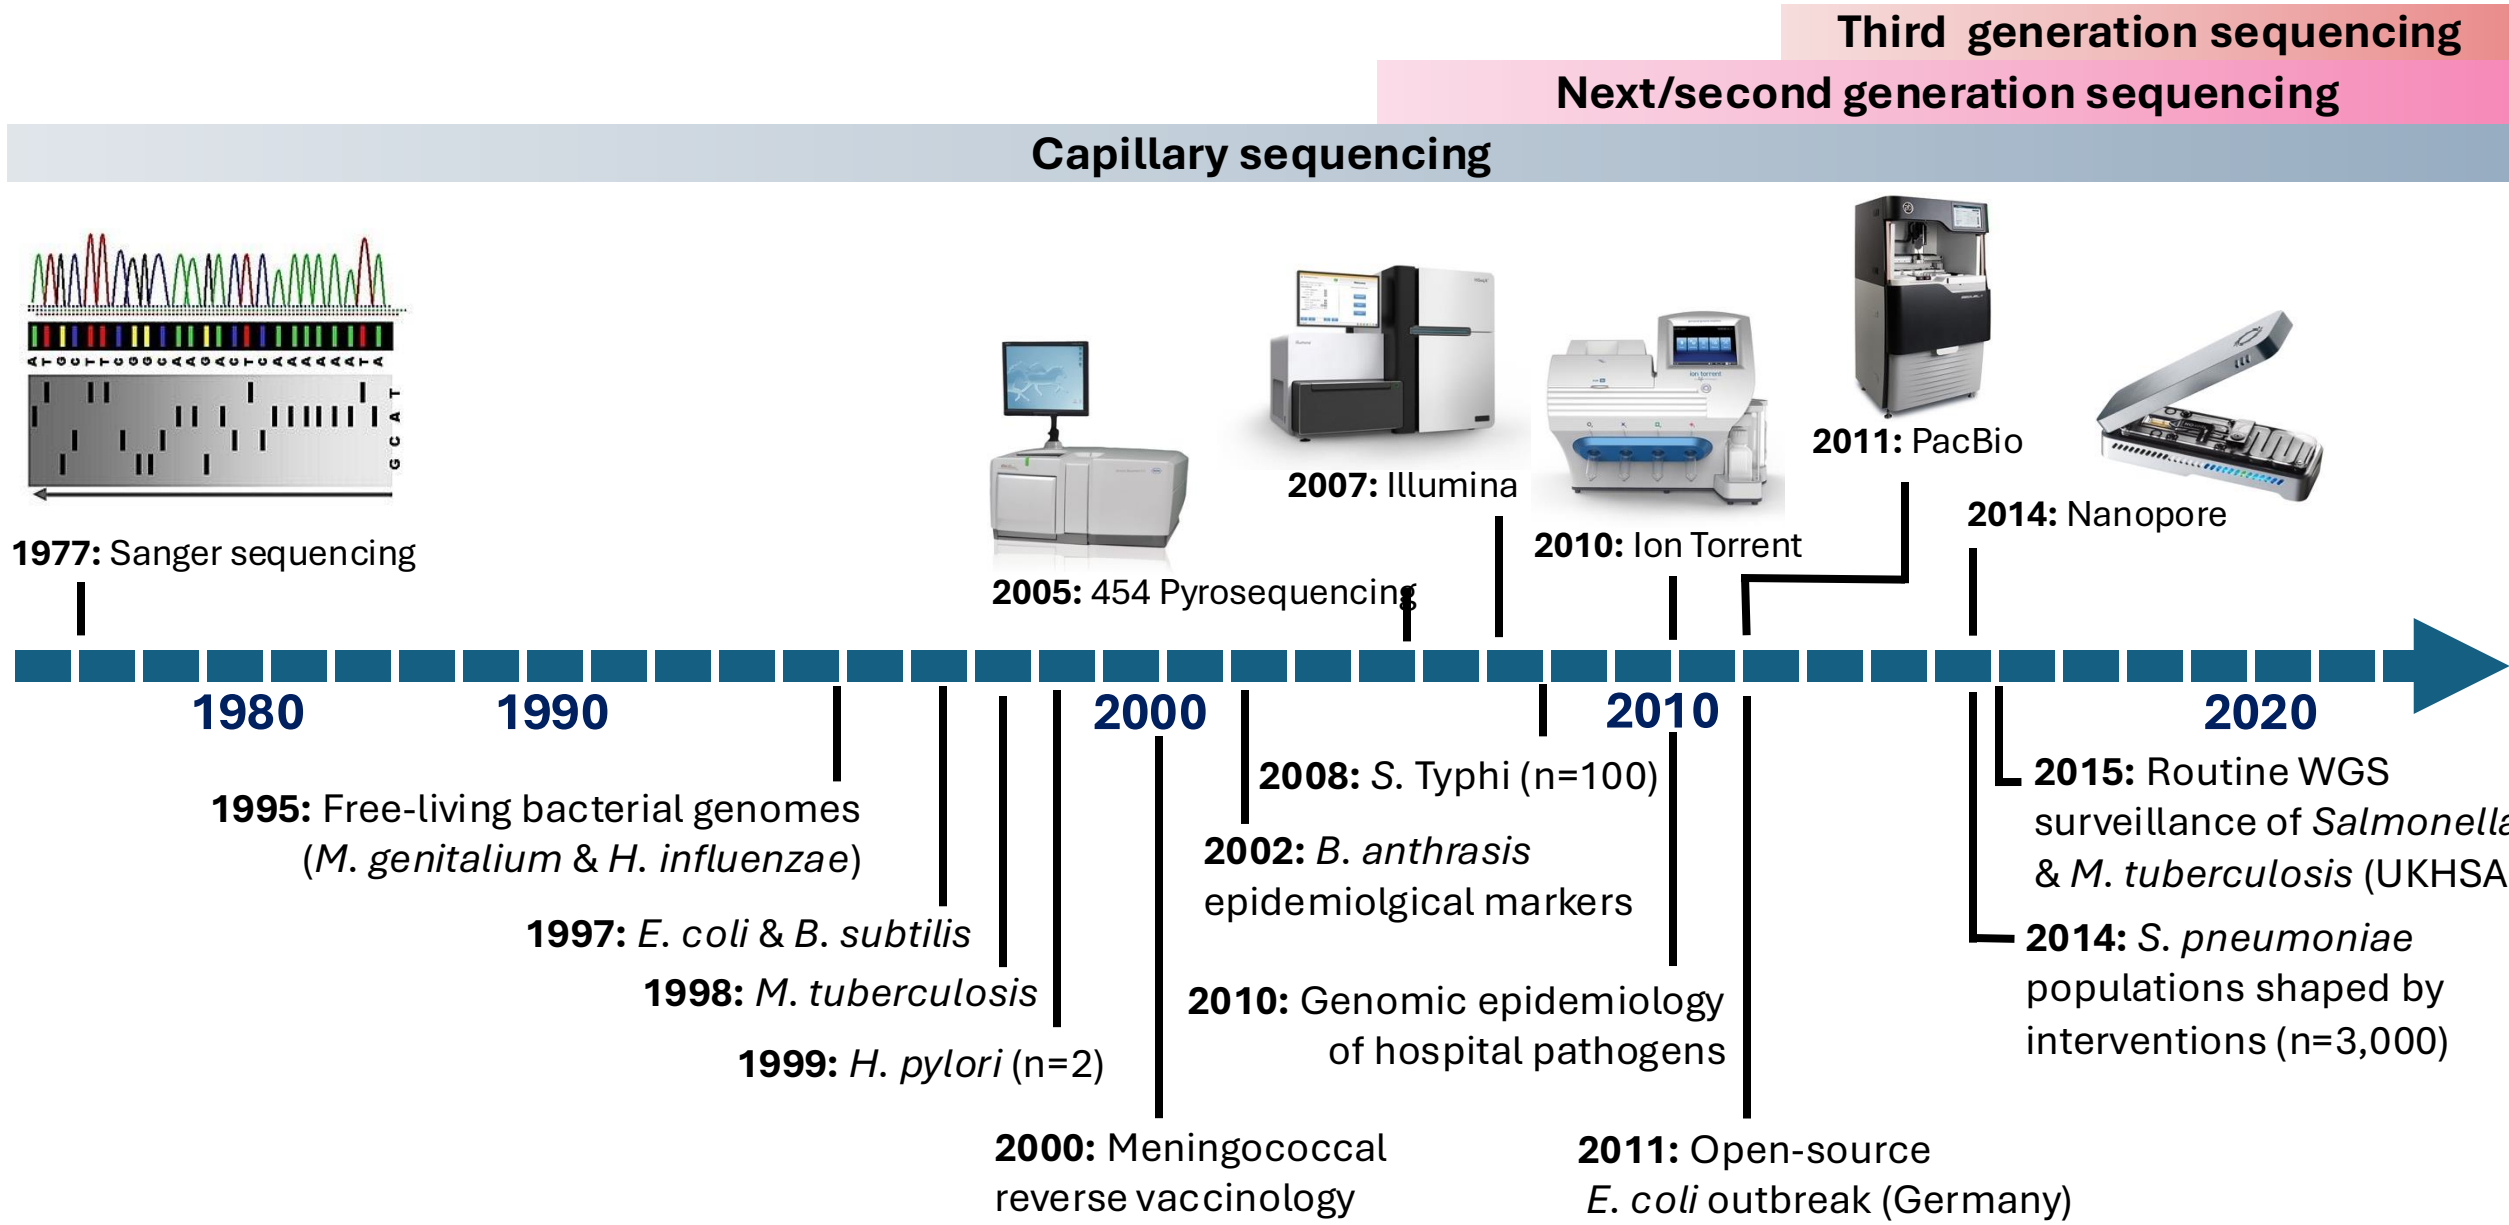 Third generation sequencing
Next/second generation sequencing
Capillary sequencing
A T G C T T C G G C A A G A C T C A A A A A A T A
G C A T
ion torrent
1977: Sanger sequencing
2005: 454 Pyrosequencing
2007: Illumina
2010: Ion Torrent
2011: PacBio
2014: Nanopore
1980
1990
2000
2010
2020
1995: Free-living bacterial genomes
(M. genitalium & H. influenzae)
1997: E. coli & B. subtilis
1998: M. tuberculosis
1999: H. pylori (n=2)
2000: Meningococcal
reverse vaccinology
2008: S. Typhi (n=100)
2002: B. anthrasis
epidemiolgical markers
2010: Genomic epidemiology
of hospital pathogens
2011: Open-source
E. coli outbreak (Germany)
2015: Routine WGS
surveillance of Salmonella
& M. tuberculosis (UKHSA
2014: S. pneumoniae
populations shaped by
interventions (n=3,000)